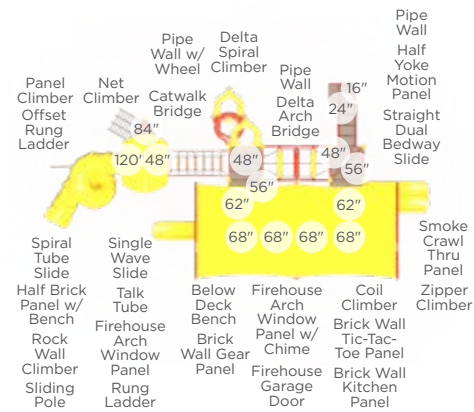 Pipe
Wall
Half
Yoke
Motion
Panel
Straight
Dual
Bedway
Slide
Pipe
Wall w/
Wheel
Delta
Spiral
Climber
Pipe
Wall
Delta
Arch
Bridge
Panel
Climber
Offset
Rung
Ladder
Net
Climber
Catwalk
Bridge
16"
24"
84"
120'
48"
48"
48"
56"
56"
62"
62"
68"
68"
68"
68"
Smoke
Crawl
Thru
Panel
Zipper
Climber
Spiral
Tube
Slide
Half Brick
Panel w/
Bench
Rock
Wall
Climber
Sliding
Pole
Single
Wave
Slide
Talk
Tube
Firehouse
Arch
Window
Panel
Rung
Ladder
Below
Deck
Bench
Brick
Wall Gear
Panel
Firehouse
Arch
Window
Panel w/
Chime
Firehouse
Garage
Door
Coil
Climber
Brick Wall
Tic-Tac-
Toe Panel
Brick Wall
Kitchen
Panel